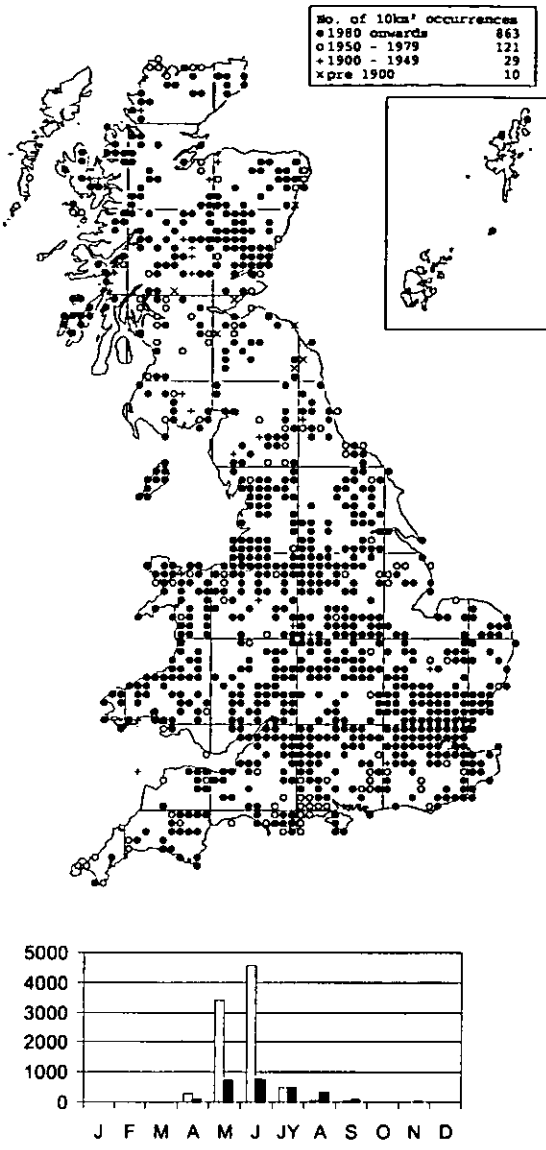 No. of 10km² occurrences
● 1980 onwards 863
○ 1950 - 1979 121
+ 1900 - 1949 29
× pre 1900 10
5000
4000
3000
2000
1000
0
J F M A M J JY A S O N D